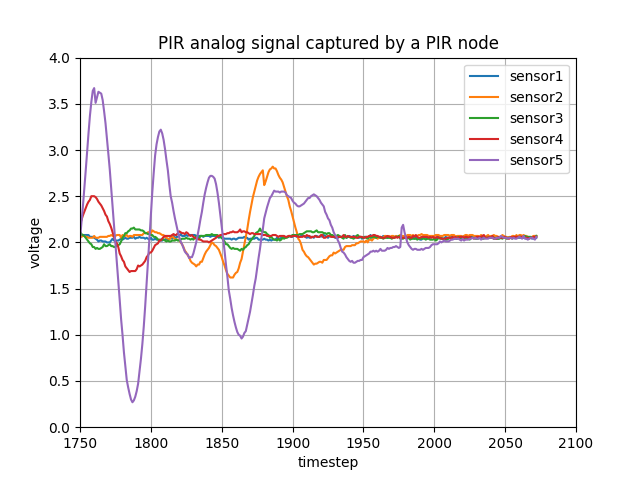 PIR analog signal captured by a PIR node
4.0
3.5
3.0
2.5
2.0
1.5
1.0
0.5
0.0
voltage
sensor1
sensor2
sensor3
sensor4
sensor5
1750 1800 1850 1900 1950 2000 2050 2100
timestep